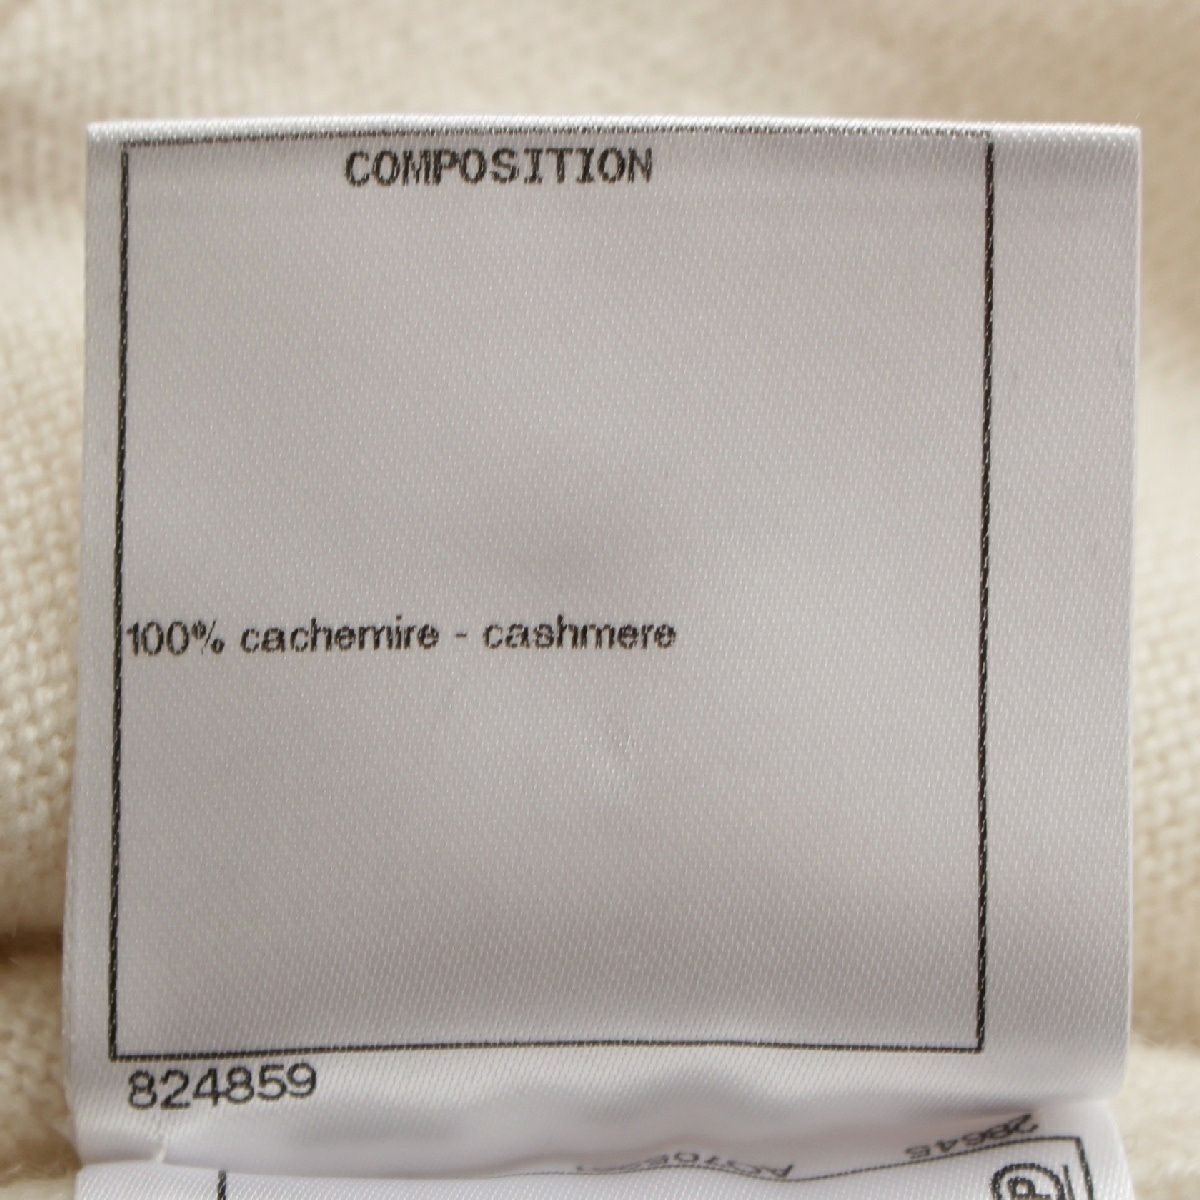 COMPOSITION
100% cachemire - cashmere
824859
P